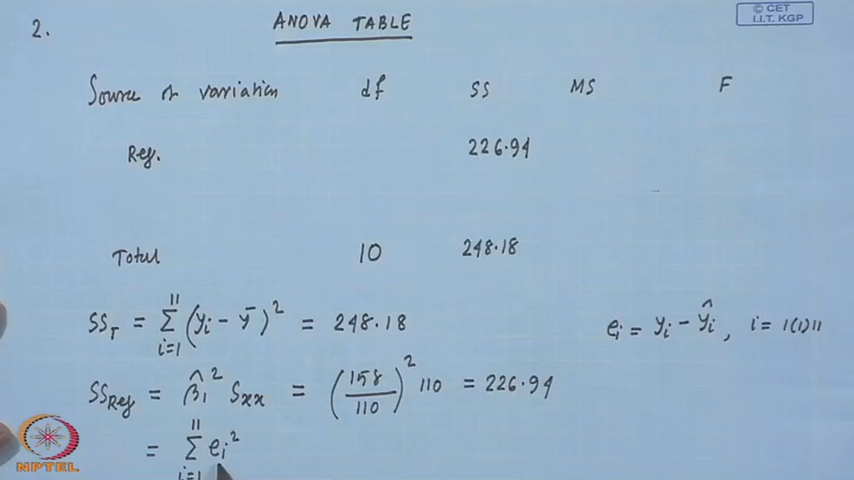 © CET
I.I.T. KGP
2. ANOVA TABLE
Source of variation df SS MS F
Reg. 226.94
Total 10 248.18
SS_T = Σ_{i=1}^{11} (y_i - ȳ)^2 = 248.18 e_i = y_i - ŷ_i, i = 1(1)11
SS_Reg = β̂_1^2 S_xx = (158/110)^2 110 = 226.94
= Σ_{i=1}^{11} e_i^2
NPTEL